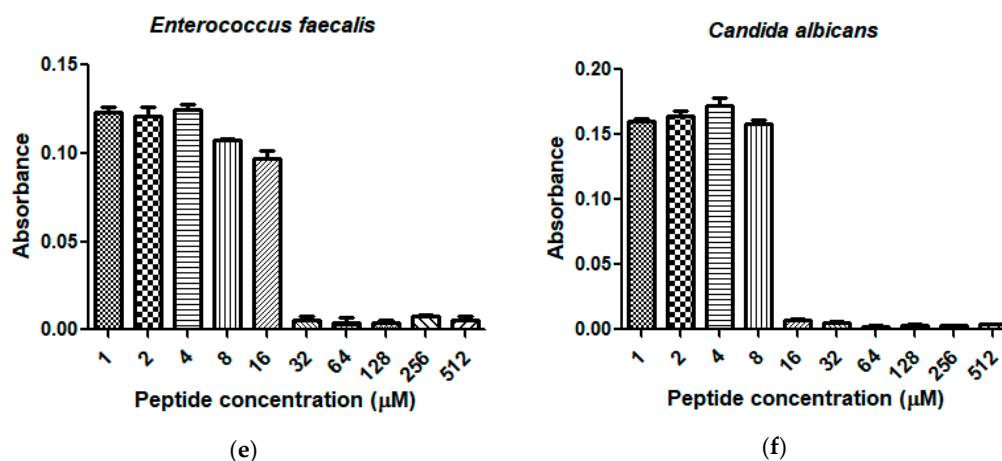 Enterococcus faecalis
0.15
0.10
0.05
0.00
Absorbance
1 2 4 8 16 32 64 128 256 512
Peptide concentration (μM)
(e)
Candida albicans
0.20
0.15
0.10
0.05
0.00
Absorbance
1 2 4 8 16 32 64 128 256 512
Peptide concentration (μM)
(f)